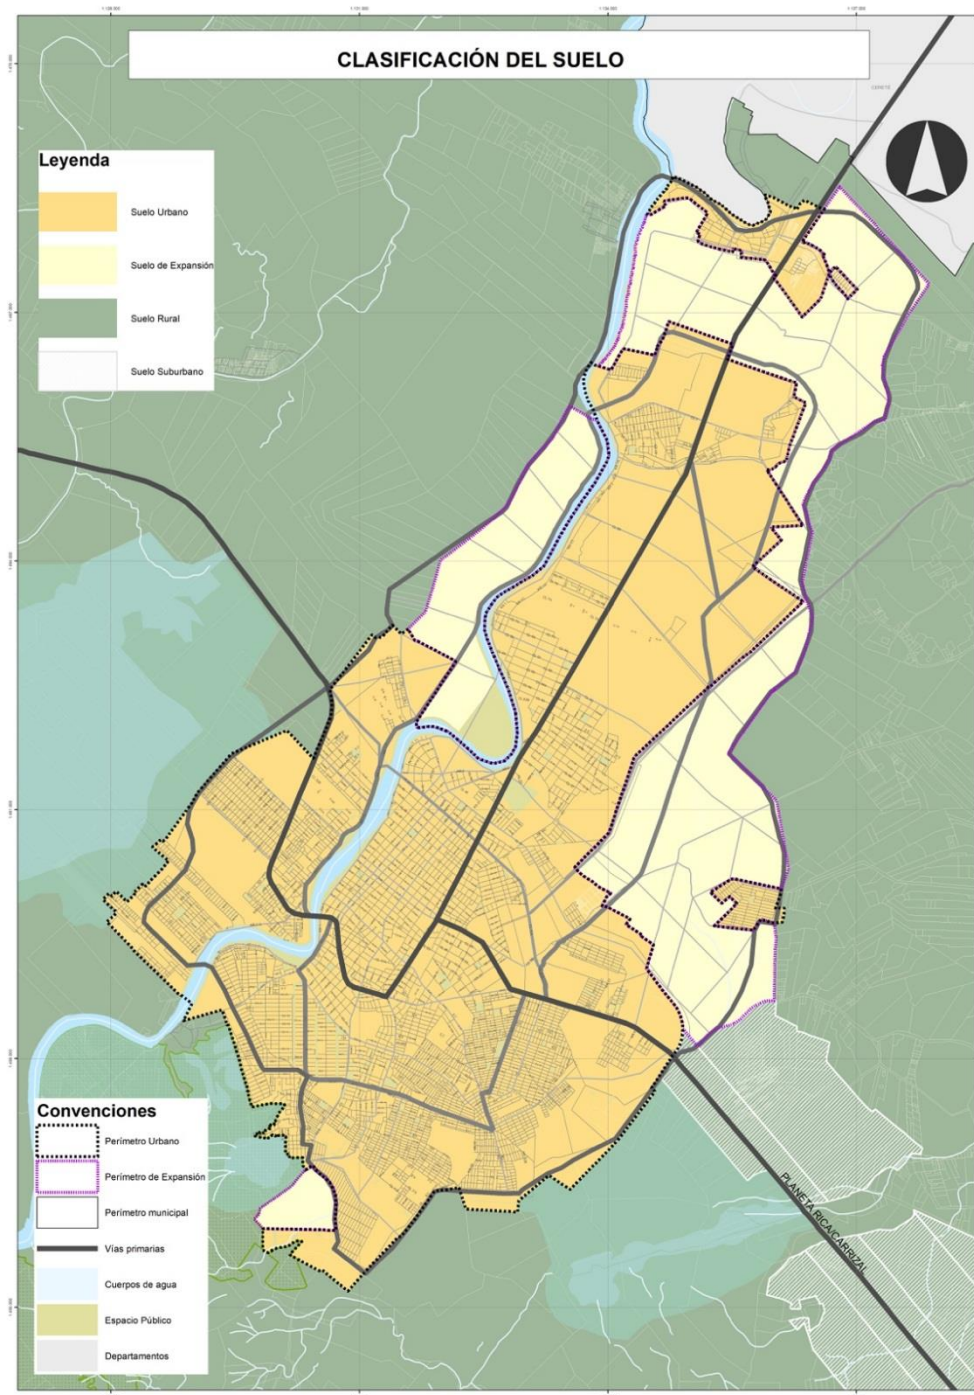 CLASIFICACIÓN DEL SUELO
Leyenda
Suelo Urbano
Suelo de Expansión
Suelo Rural
Suelo Suburbano
Convenciones
Perímetro Urbano
Perímetro de Expansión
Perímetro municipal
Vías primarias
Cuerpos de agua
Espacio Público
Departamentos
PLANETA RICA/CARRIZAL